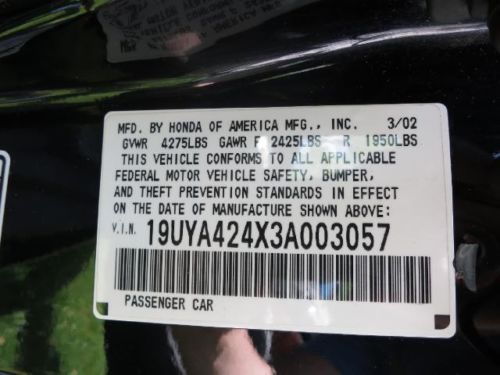 MFD. BY HONDA OF AMERICA MFG., INC. 3/02
GVWR 4275LBS GAWR F 2425LBS R 1950LBS
THIS VEHICLE CONFORMS TO ALL APPLICABLE
FEDERAL MOTOR VEHICLE SAFETY, BUMPER,
AND THEFT PREVENTION STANDARDS IN EFFECT
ON THE DATE OF MANUFACTURE SHOWN ABOVE:
V.I.N. 19UYA424X3A003057
PASSENGER CAR